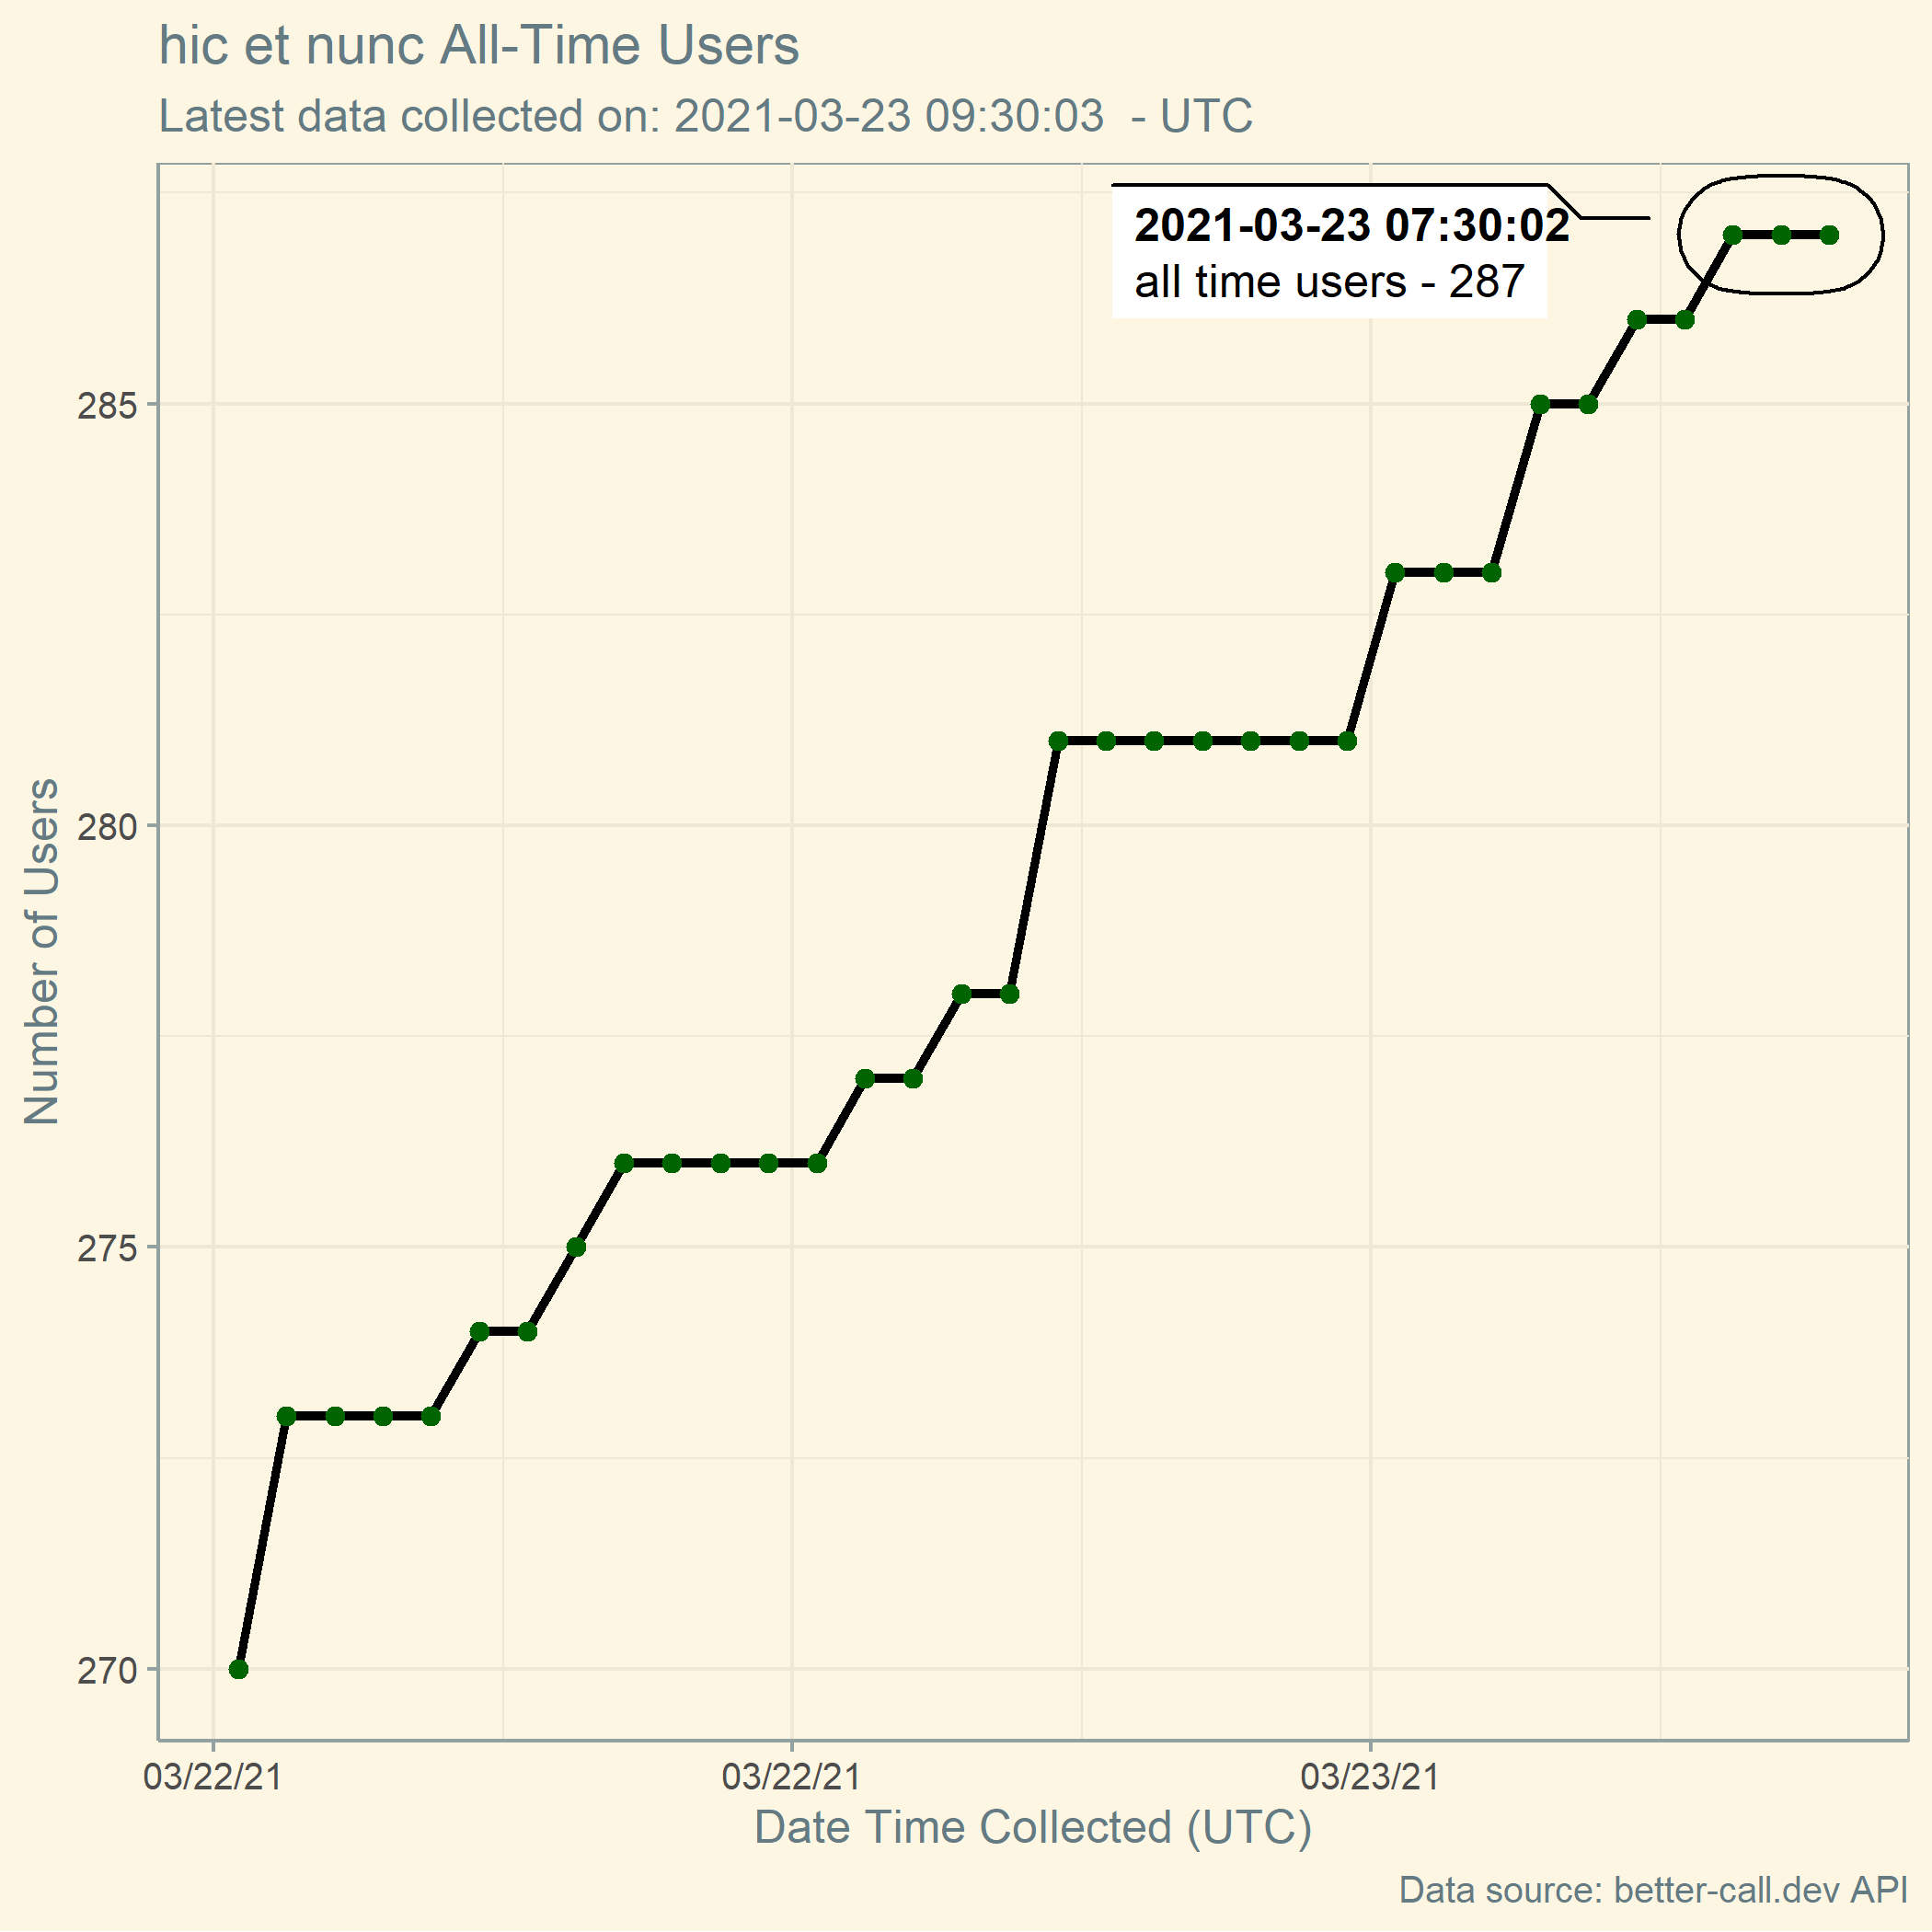 hic et nunc All-Time Users
Latest data collected on: 2021-03-23 09:30:03  - UTC
2021-03-23 07:30:02
all time users - 287
285
280
275
270
Number of Users
03/22/21
03/22/21
03/23/21
Date Time Collected (UTC)
Data source: better-call.dev API